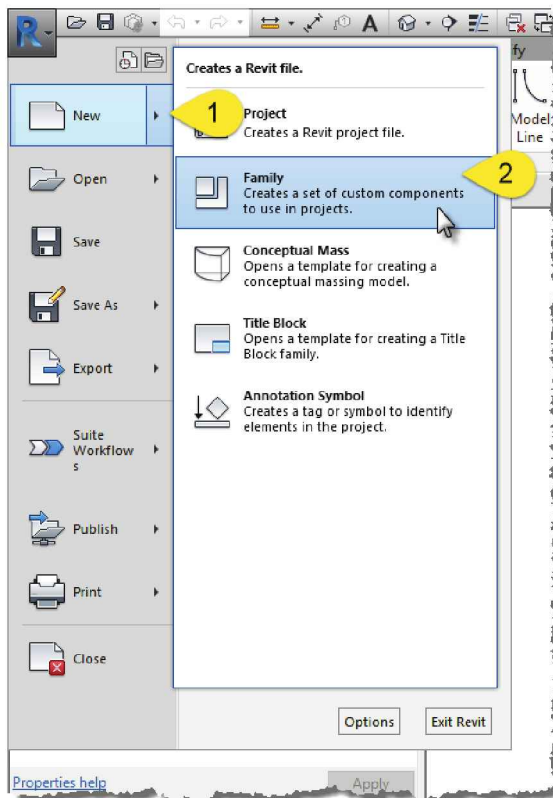 R
A
fy
Creates a Revit file.
New
1
Project
Creates a Revit project file.
Model
Line
Open
Family
2
Creates a set of custom components
to use in projects.
Save
Conceptual Mass
Opens a template for creating a
conceptual massing model.
Save As
Title Block
Opens a template for creating a Title
Block family.
Export
Annotation Symbol
Creates a tag or symbol to identify
elements in the project.
Suite
Workflow
s
Publish
Print
Close
Options
Exit Revit
Properties help
Apply